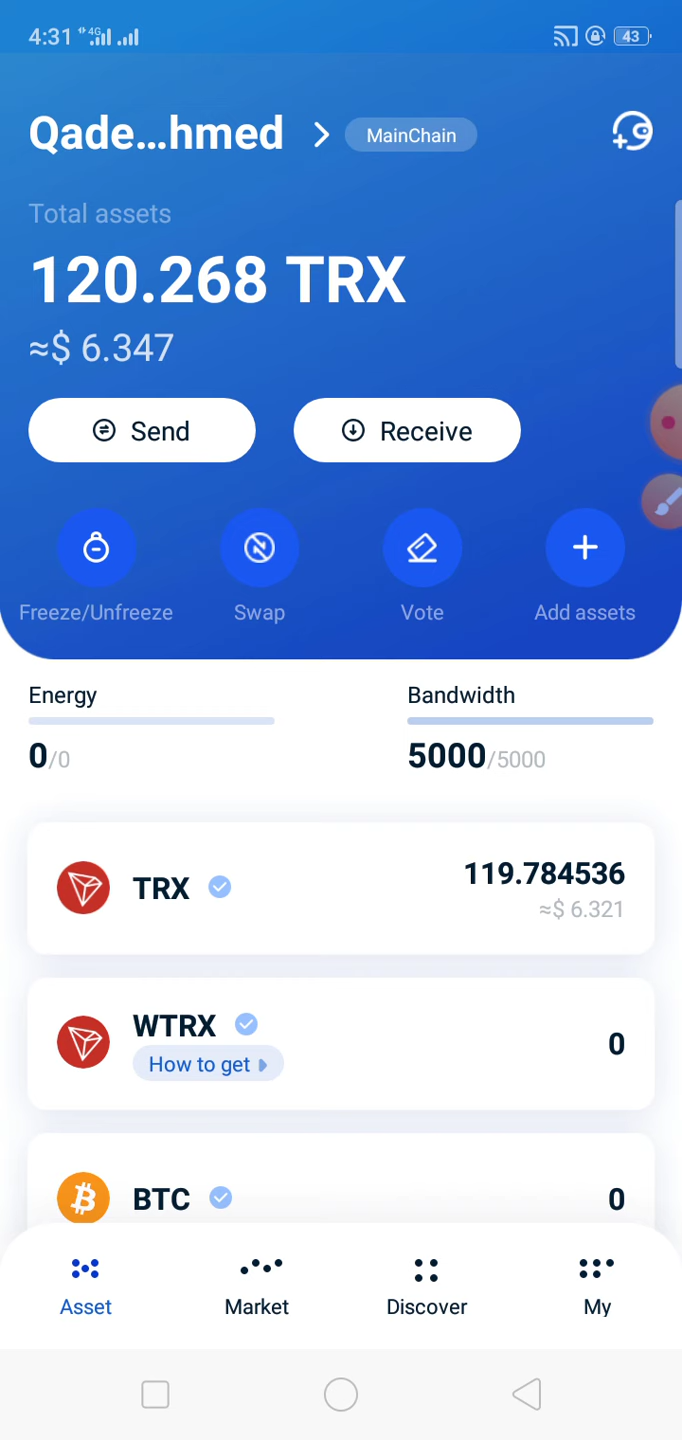 4:31 4G 43
Qade...hmed MainChain
Total assets
120.268 TRX
≈$ 6.347
Send Receive
Freeze/Unfreeze Swap Vote Add assets
Energy Bandwidth
0/0 5000/5000
TRX 119.784536
≈$ 6.321
WTRX 0
How to get
BTC 0
Asset Market Discover My